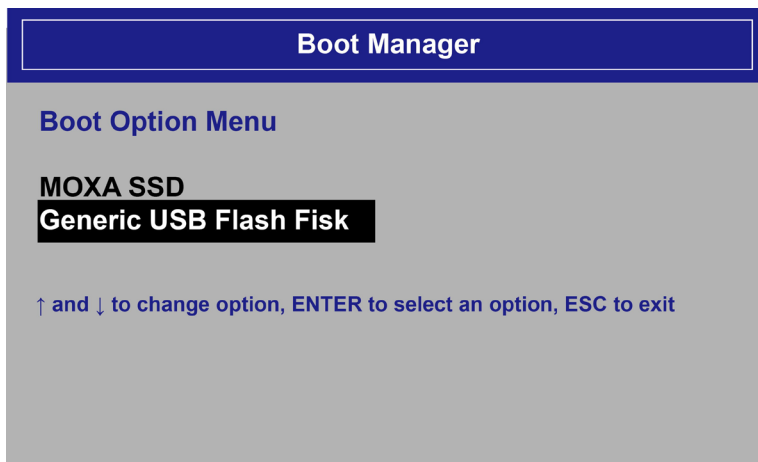 Boot Manager
Boot Option Menu
MOXA SSD
Generic USB Flash Fisk
↑ and ↓ to change option, ENTER to select an option, ESC to exit